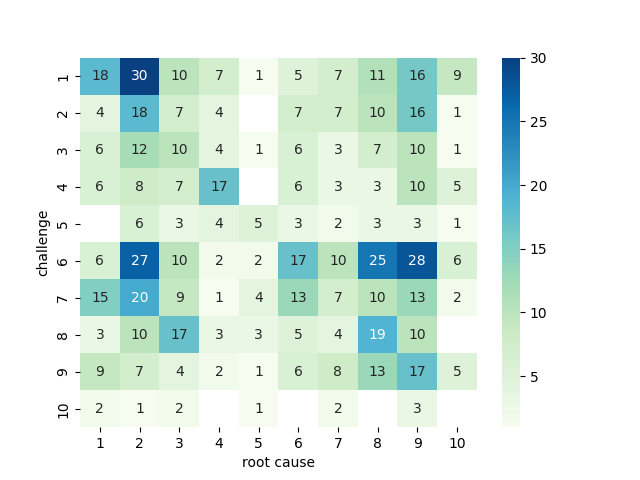 1 18 30 10 7 1 5 7 11 16 9
2 4 18 7 4 7 7 10 16 1
3 6 12 10 4 1 6 3 7 10 1
4 6 8 7 17 6 3 3 10 5
5 6 3 4 5 3 2 3 3 1
6 6 27 10 2 2 17 10 25 28 6
7 15 20 9 1 4 13 7 10 13 2
8 3 10 17 3 3 5 4 19 10
9 9 7 4 2 1 6 8 13 17 5
10 2 1 2 1 2 3
1 2 3 4 5 6 7 8 9 10
root cause
challenge
30
25
20
15
10
5